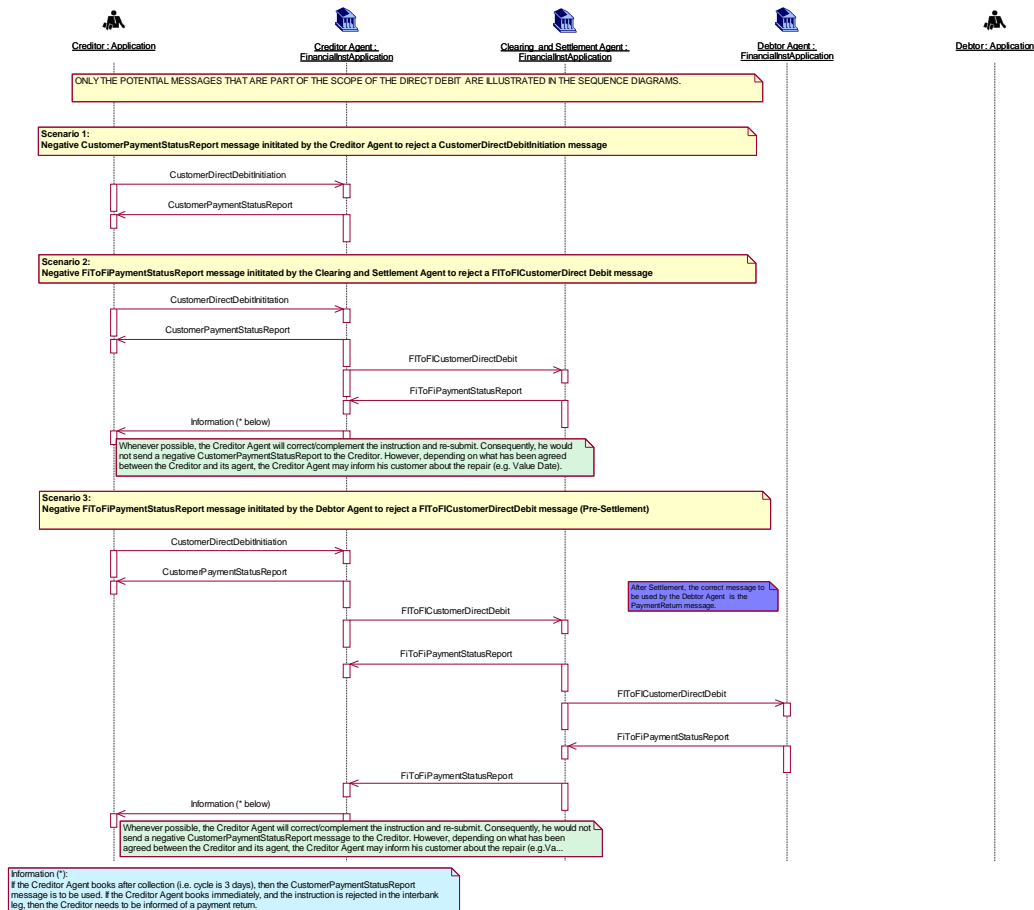 Creditor : Application
Creditor Agent :
FinancialInstApplication
Clearing and Settlement Agent :
FinancialInstApplication
Debtor Agent :
FinancialInstApplication
Debtor : Application
ONLY THE POTENTIAL MESSAGES THAT ARE PART OF THE SCOPE OF THE DIRECT DEBIT ARE ILLUSTRATED IN THE SEQUENCE DIAGRAMS.
Scenario 1:
Negative CustomerPaymentStatusReport message inititated by the Creditor Agent to reject a CustomerDirectDebitInitiation message
CustomerDirectDebitInitiation
CustomerPaymentStatusReport
Scenario 2:
Negative FiToFiPaymentStatusReport message inititated by the Clearing and Settlement Agent to reject a FIToFICustomerDirect Debit message
CustomerDirectDebitInititation
CustomerPaymentStatusReport
FIToFICustomerDirectDebit
FiToFiPaymentStatusReport
Information (* below)
Whenever possible, the Creditor Agent will correct/complement the instruction and re-submit. Consequently, he would
not send a negative CustomerPaymentStatusReport to the Creditor. However, depending on what has been agreed
between the Creditor and its agent, the Creditor Agent may inform his customer about the repair (e.g. Value Date).
Scenario 3:
Negative FiToFiPaymentStatusReport message inititated by the Debtor Agent to reject a FIToFICustomerDirectDebit message (Pre-Settlement)
CustomerDirectDebitInitiation
CustomerPaymentStatusReport
After Settlement, the correct message to
be used by the Debtor Agent is the
PaymentReturn message.
FIToFICustomerDirectDebit
FiToFiPaymentStatusReport
FIToFICustomerDirectDebit
FiToFiPaymentStatusReport
FiToFiPaymentStatusReport
Information (* below)
Whenever possible, the Creditor Agent will correct/complement the instruction and re-submit. Consequently, he would not
send a negative CustomerPaymentStatusReport message to the Creditor. However, depending on what has been
agreed between the Creditor and its agent, the Creditor Agent may inform his customer about the repair (e.g.Va...
Information (*):
If the Creditor Agent books after collection (i.e. cycle is 3 days), then the CustomerPaymentStatusReport
message is to be used. If the Creditor Agent books immediately, and the instruction is rejected in the interbank
leg, then the Creditor needs to be informed of a payment return.